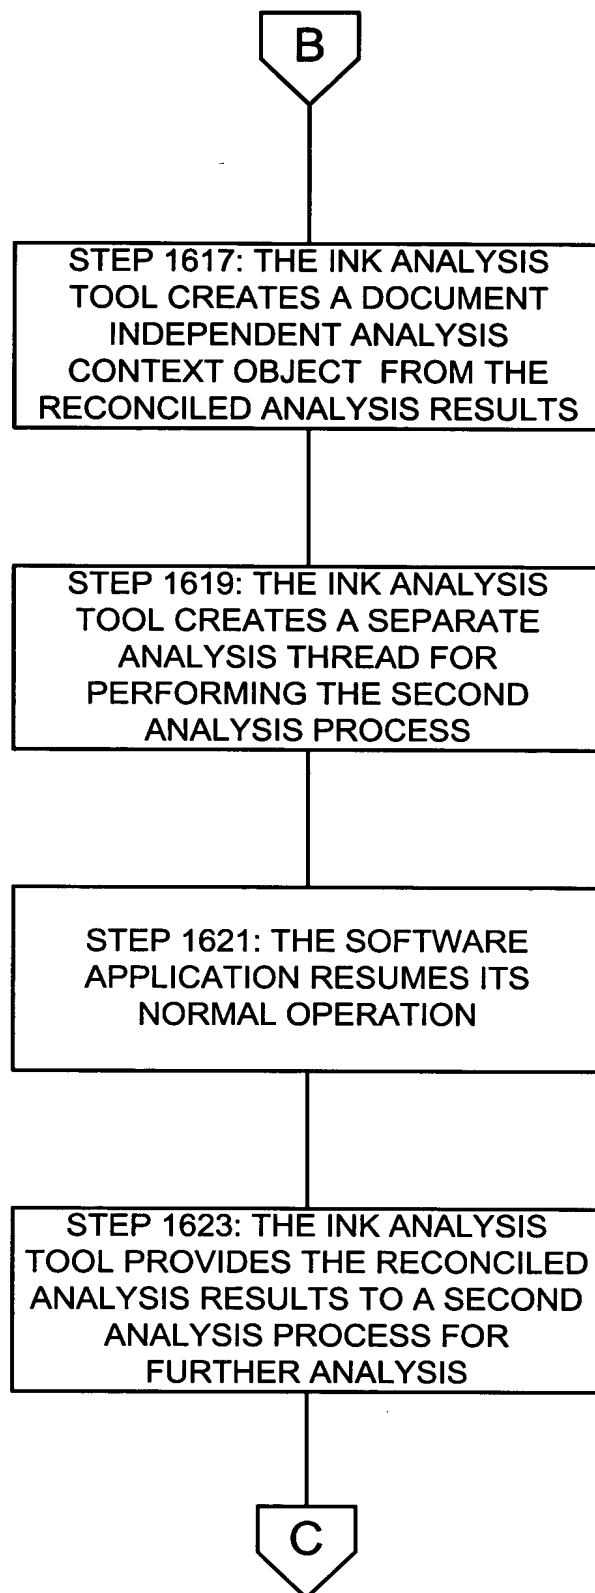 B
STEP 1617: THE INK ANALYSIS
TOOL CREATES A DOCUMENT
INDEPENDENT ANALYSIS
CONTEXT OBJECT FROM THE
RECONCILED ANALYSIS RESULTS
STEP 1619: THE INK ANALYSIS
TOOL CREATES A SEPARATE
ANALYSIS THREAD FOR
PERFORMING THE SECOND
ANALYSIS PROCESS
STEP 1621: THE SOFTWARE
APPLICATION RESUMES ITS
NORMAL OPERATION
STEP 1623: THE INK ANALYSIS
TOOL PROVIDES THE RECONCILED
ANALYSIS RESULTS TO A SECOND
ANALYSIS PROCESS FOR
FURTHER ANALYSIS
C